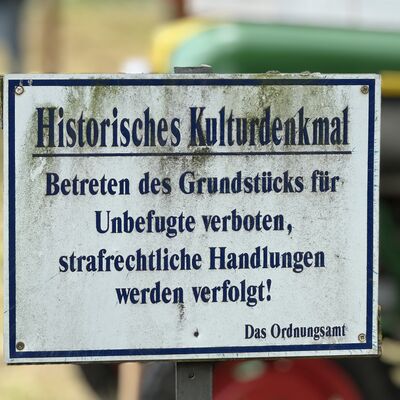 Historisches Kulturdenkmal
Betreten des Grundstücks für
Unbefugte verboten,
strafrechtliche Handlungen
werden verfolgt!
Das Ordnungsamt